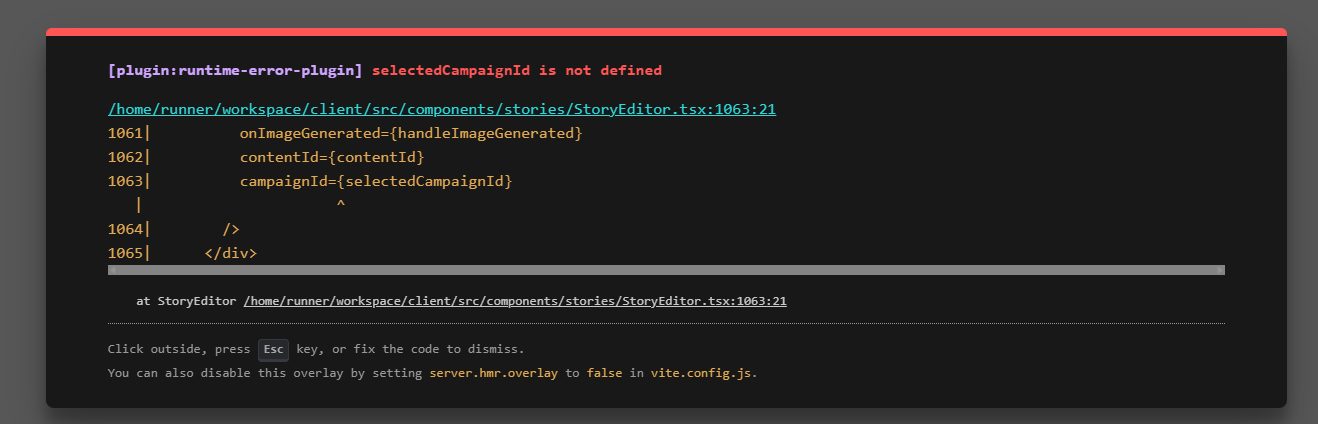 [plugin:runtime-error-plugin] selectedCampaignId is not defined
/home/runner/workspace/client/src/components/stories/StoryEditor.tsx:1063:21
1061|          onImageGenerated={handleImageGenerated}
1062|          contentId={contentId}
1063|          campaignId={selectedCampaignId}
   |                      ^
1064|        />
1065|      </div>
at StoryEditor /home/runner/workspace/client/src/components/stories/StoryEditor.tsx:1063:21
Click outside, press Esc key, or fix the code to dismiss.
You can also disable this overlay by setting server.hmr.overlay to false in vite.config.js.